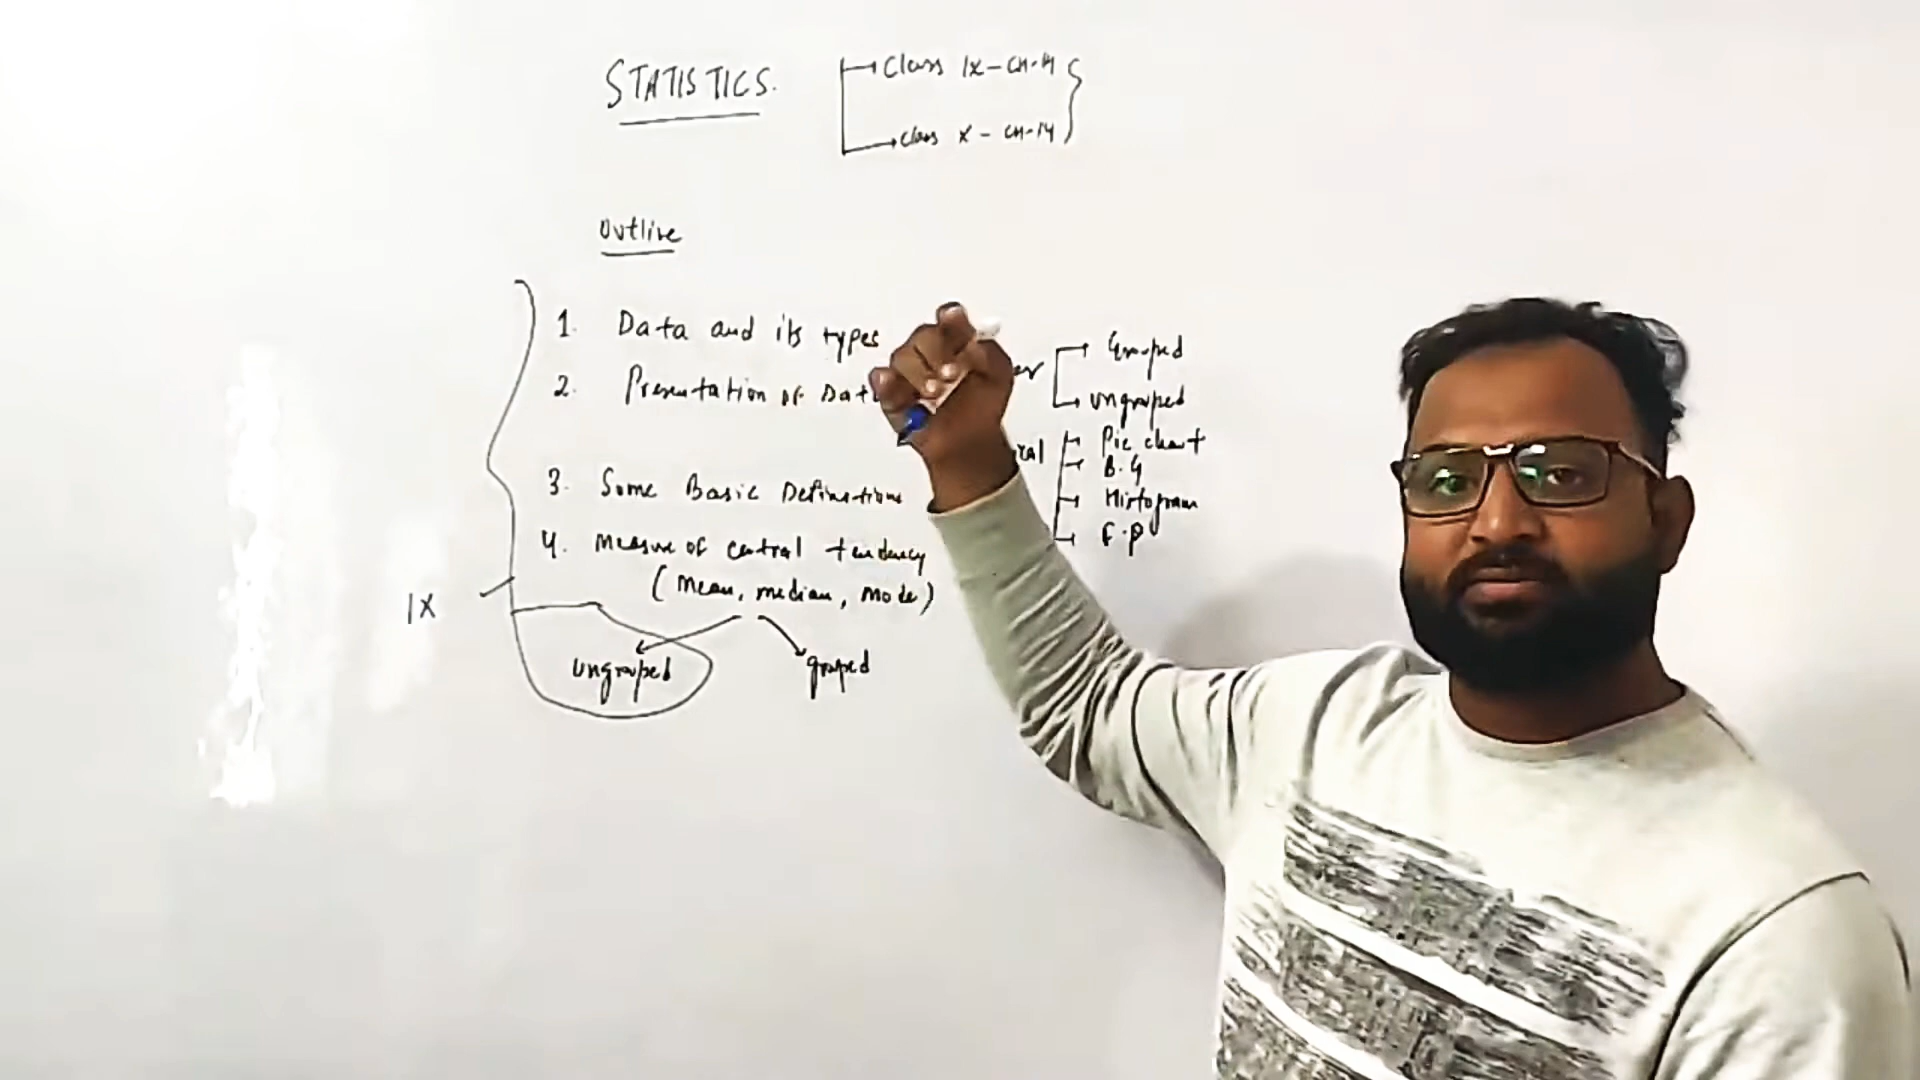 STATISTICS.
Class IX - CH-14
Class X - CH-14
Outline
1. Data and its types
2. Presentation of Data
Grouped
ungrouped
Pie chart
B.G
Histogram
F.P
3. Some Basic Definitions
4. Measure of central tendency
(Mean, median, mode)
IX
ungrouped grouped